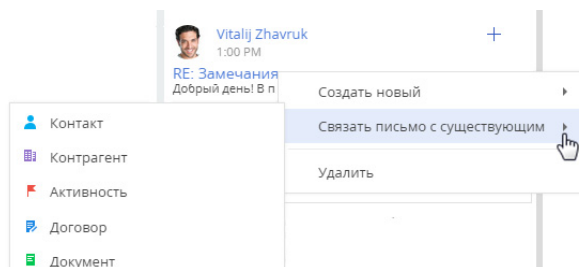 Vitalij Zhavruk
1:00 PM
RE: Замечания
Добрый день! В п
Создать новый
Связать письмо с существующим
Удалить
Контакт
Контрагент
Активность
Договор
Документ